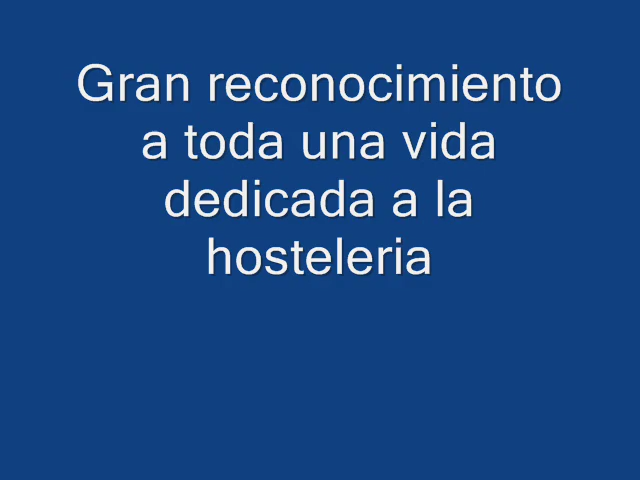 Gran reconocimiento
a toda una vida
dedicada a la
hosteleria